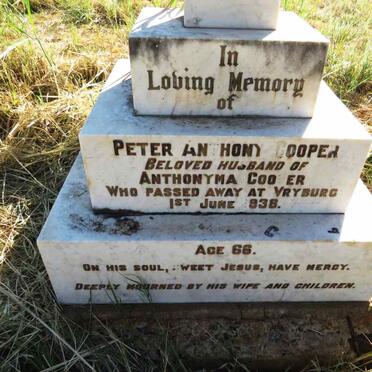 In
Loving Memory
of
PETER ANTHONY COOPER
BELOVED HUSBAND OF
ANTHONYMA COOPER
WHO PASSED AWAY AT VRYBURG
1ST JUNE 1938.
AGE 66.
ON HIS SOUL, SWEET JESUS, HAVE MERCY.
DEEPLY MOURNED BY HIS WIFE AND CHILDREN.